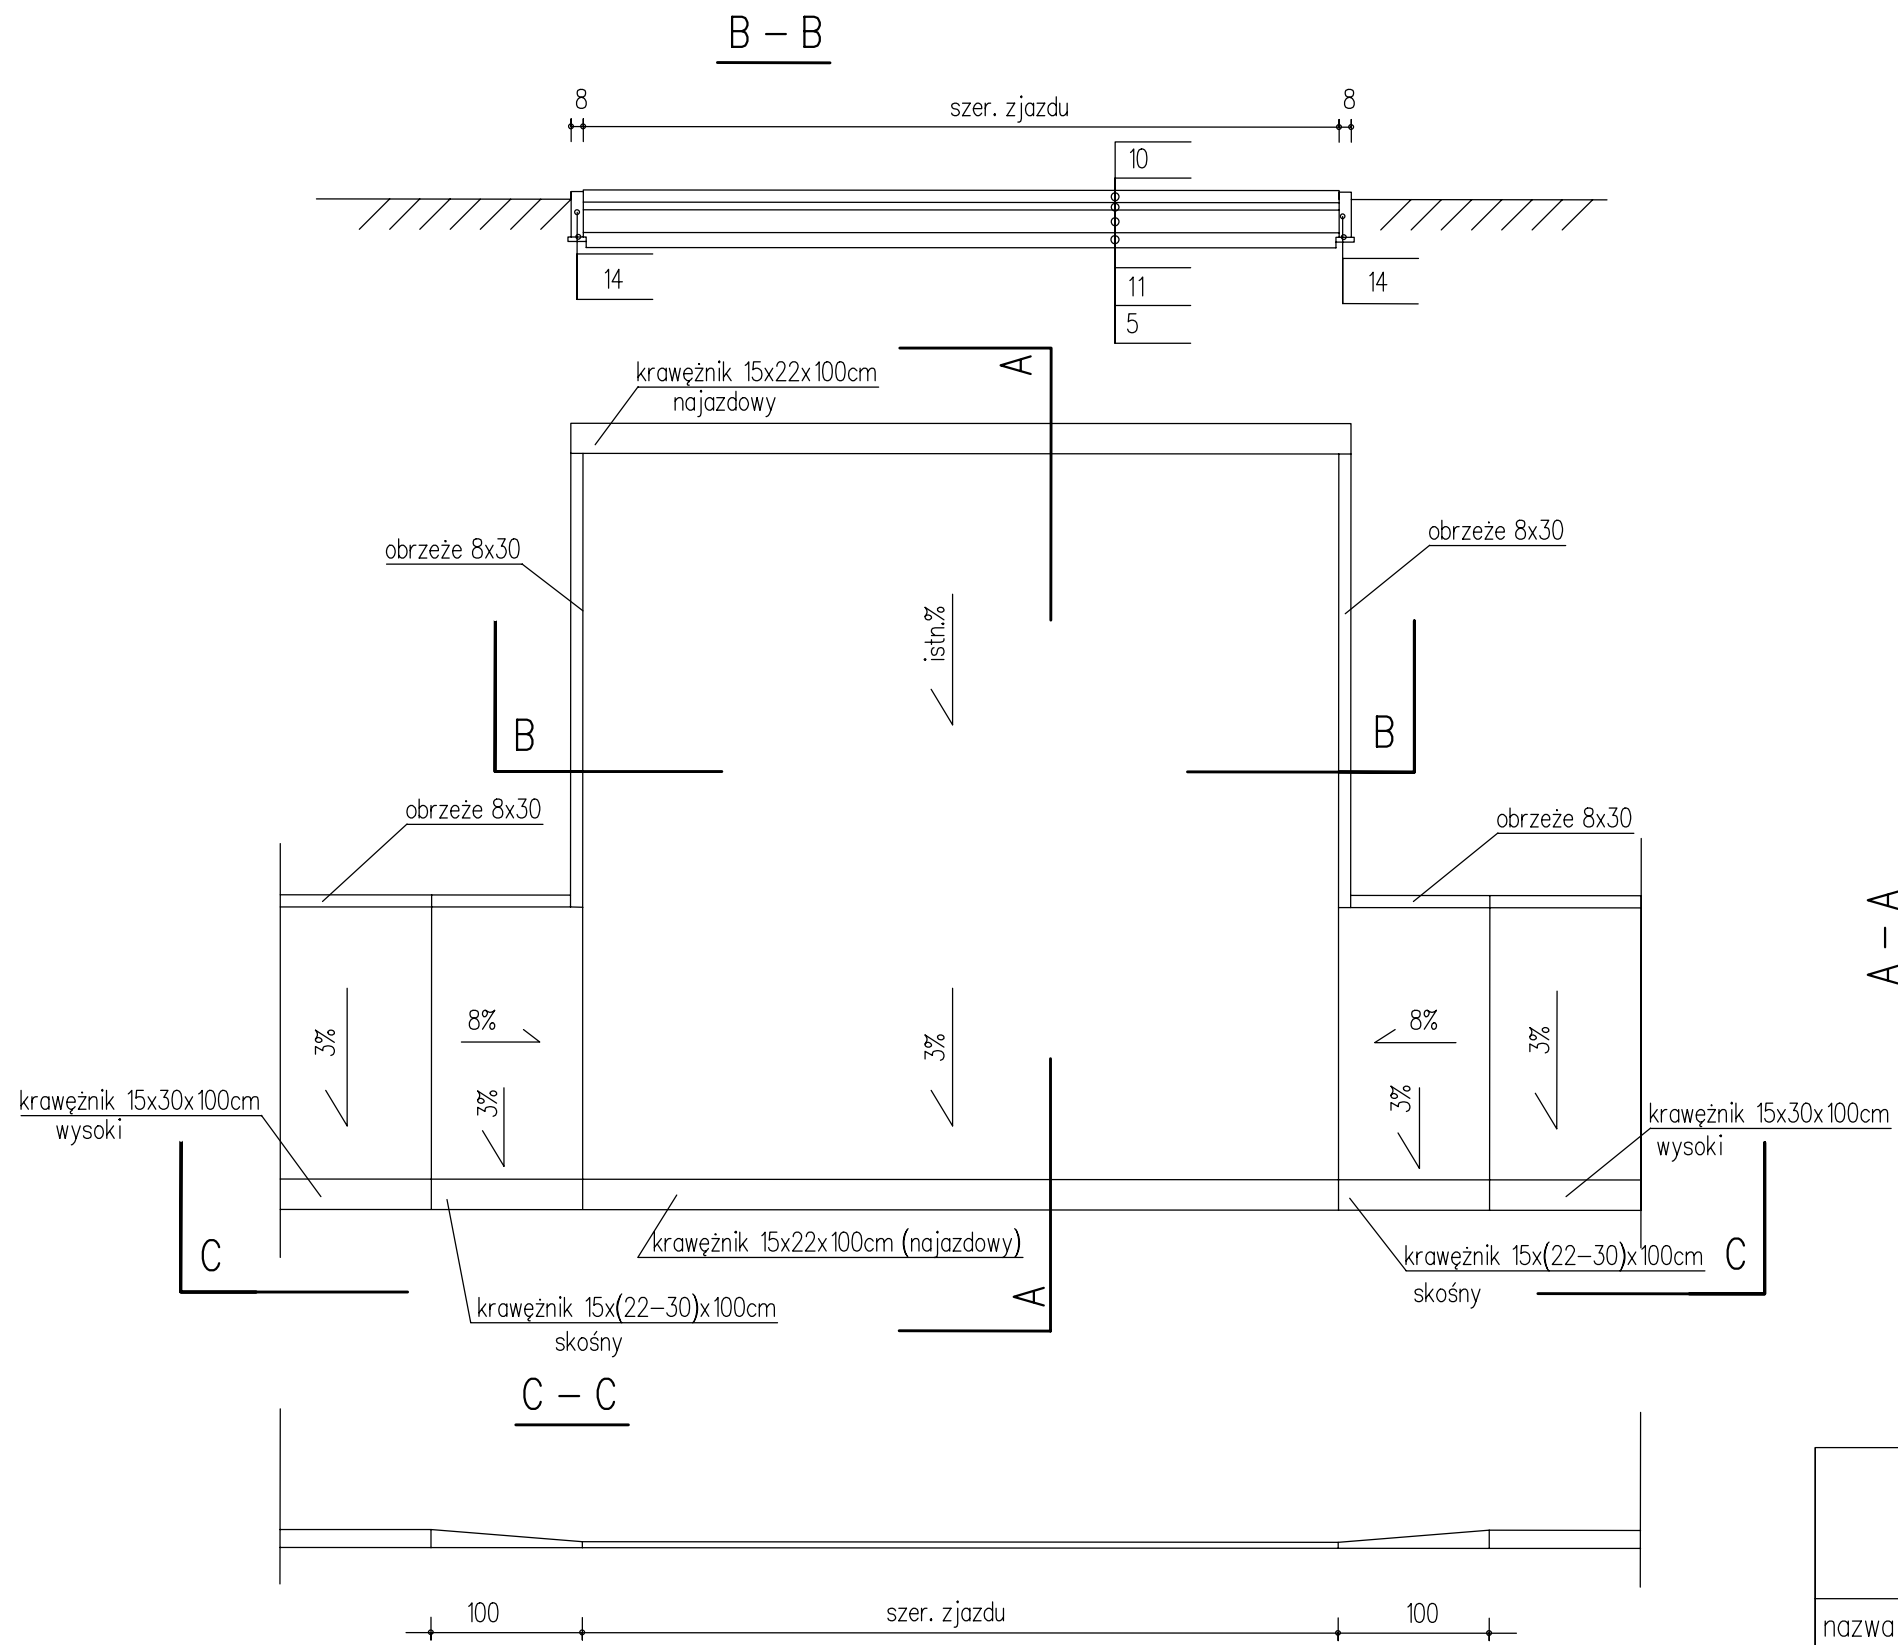 B – B
8
szer. zjazdu
8
10
14
11
14
5
A
krawężnik 15x22x100cm
najazdowy
obrzeże 8x30
obrzeże 8x30
istn.%
B
B
obrzeże 8x30
obrzeże 8x30
A – A
3%
8%
3%
3%
8%
3%
3%
krawężnik 15x30x100cm
wysoki
krawężnik 15x30x100cm
wysoki
C
krawężnik 15x22x100cm (najazdowy)
krawężnik 15x(22–30)x100cm
skośny
C
A
krawężnik 15x(22–30)x100cm
skośny
C – C
100
szer. zjazdu
100
nazwa